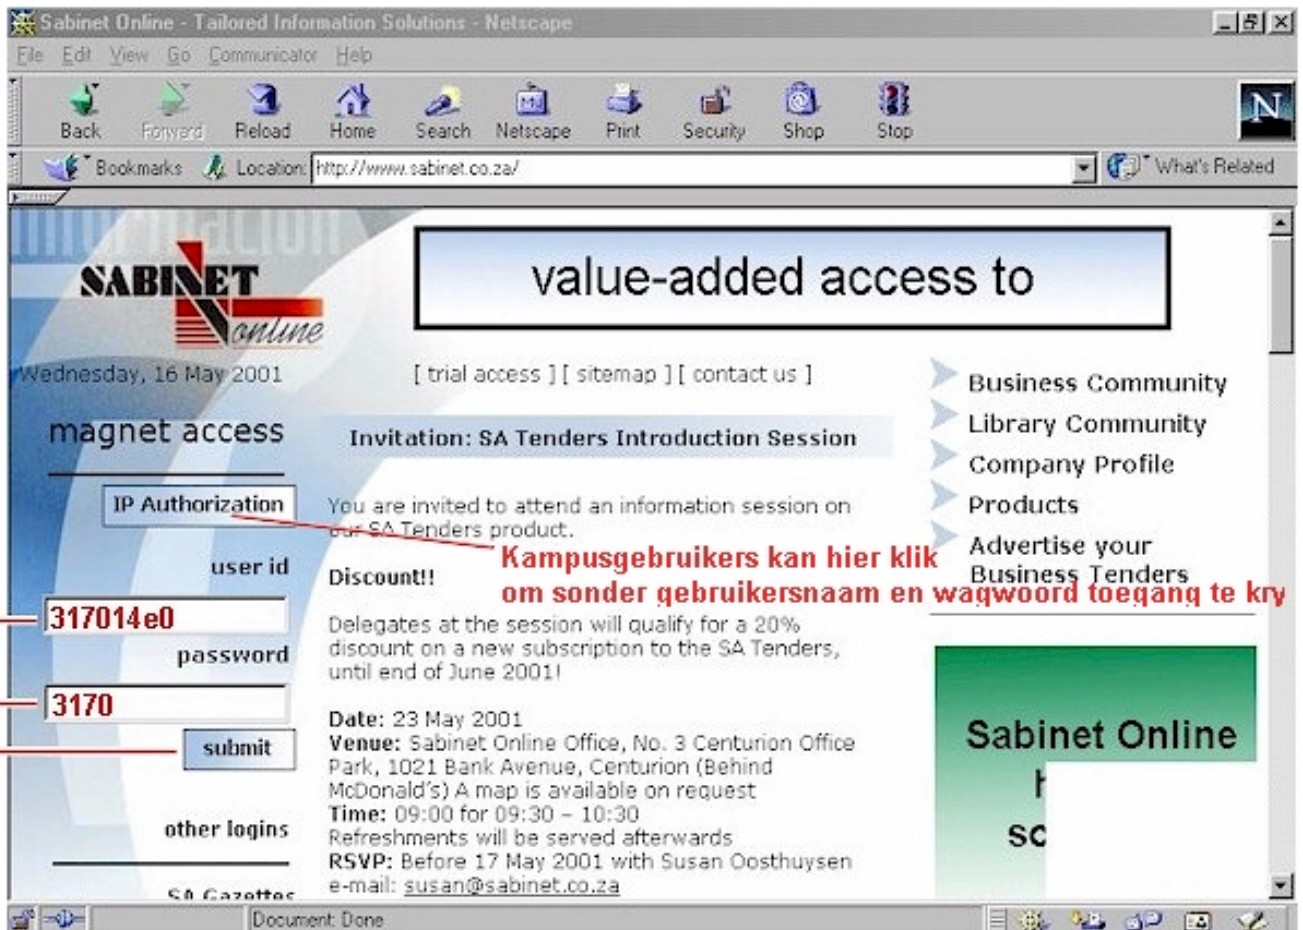 Sabinet Online - Tailored Information Solutions - Netscape
File Edit View Go Communicator Help
Back Forward Reload Home Search Netscape Print Security Shop Stop
Bookmarks Location: http://www.sabinet.co.za/ What's Related
information
SABINET
online
value-added access to
Wednesday, 16 May 2001
[ trial access ] [ sitemap ] [ contact us ]
magnet access
IP Authorization
user id
317014e0
password
3170
submit
other logins
SA Gazettes
Invitation: SA Tenders Introduction Session
You are invited to attend an information session on
our SA Tenders product.
Kampusgebruikers kan hier klik
om sonder gebruikersnaam en wagwoord toegang te kry
Discount!!
Delegates at the session will qualify for a 20%
discount on a new subscription to the SA Tenders,
until end of June 2001!
Date: 23 May 2001
Venue: Sabinet Online Office, No. 3 Centurion Office
Park, 1021 Bank Avenue, Centurion (Behind
McDonald's) A map is available on request
Time: 09:00 for 09:30 – 10:30
Refreshments will be served afterwards
RSVP: Before 17 May 2001 with Susan Oosthuysen
e-mail: susan@sabinet.co.za
Business Community
Library Community
Company Profile
Products
Advertise your
Business Tenders
Sabinet Online
Document: Done